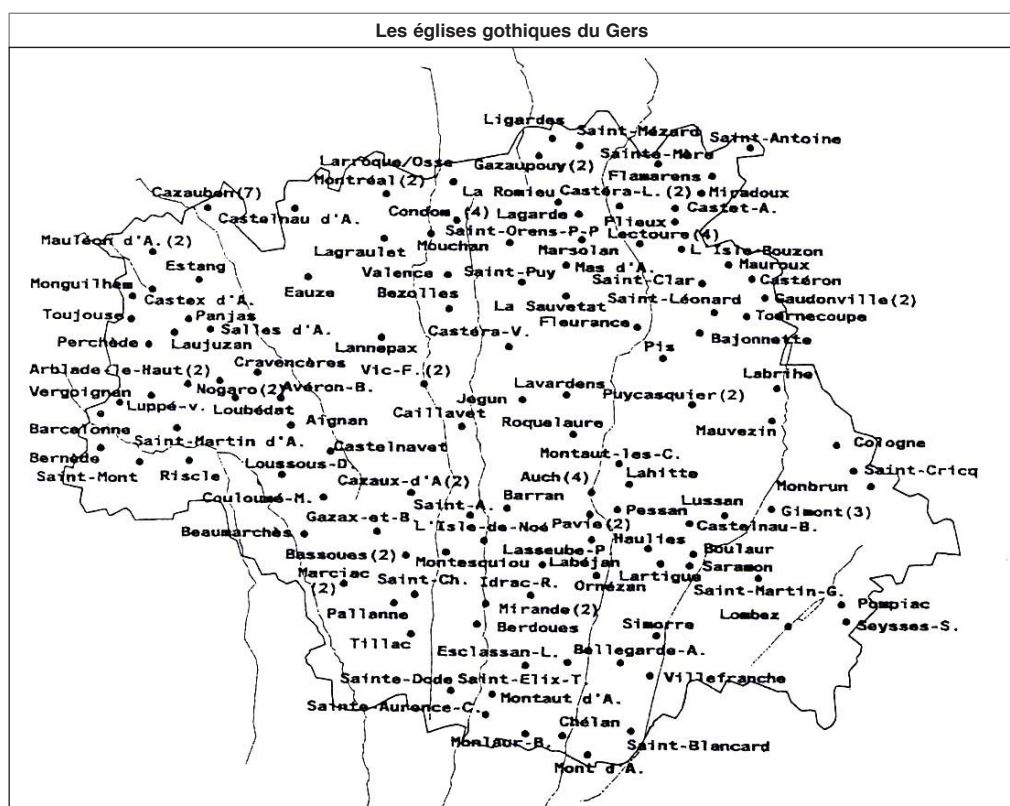 Les églises gothiques du Gers
Ligardes
Saint-Mézard
Saint-Antoine
Sainte-Mère
Gazaupouy(2)
Larroque/Osse
Flamarens
Montréal(2)
La Romieu
Castéra-L.(2)
Miradoux
Cazauben(7)
Castelnau d'A.
Condom (4)
Lagarde
Castet-A.
Plieux
Saint-Orens-P-P
Lectoure(4)
Mauléon d'A.(2)
Lagraulet
Mouchan
Marsolan
L'Isle-Bouzon
Estang
Valence
Saint-Puy
Mas d'A.
Mauroux
Saint-Clar
Castéron
Monguilhem
Castex d'A.
Eauze
Bezolles
La Sauvetat
Saint-Léonard
Gaudonville(2)
Toujouse
Panjas
Fleurance
Tournecoupe
Salles d'A.
Castéra-V.
Bajonnette
Perchède
Laujuzan
Lannepax
Pis
Cravencères
Arblade-le-Haut(2)
Vic-F.(2)
Labrihe
Vergoignan
Nogaro(2)
Avéron-B.
Lavardens
Puycasquier(2)
Luppé-v.
Loubédat
Jégun
Caillavet
Aignan
Roquelaure
Mauvezin
Barcelonne
Saint-Martin d'A.
Castelnavet
Montaut-les-C.
Cologne
Bernède
Loussous-D.
Saint-Mont
Riscle
Cazaux-d'A(2)
Auch(4)
Lahitte
Saint-Cricq
Monbrun
Couloumé-M.
Saint-A.
Barran
Lussan
Gazax-et-B
Pessan
Gimont(3)
Beaumarchès
L'Isle-de-Noé
Pavie(2)
Castelnau-B.
Haulies
Bassoues(2)
Lasseube-P
Boulaur
Montesquiou
Labéjan
Marciac
(2)
Saint-Ch.
Idrac-R.
Lartigue
Saramon
Ornézan
Saint-Martin-G.
Pallanne
Mirande(2)
Lombez
Pompiac
Berdoues
Simorre
Seysses-S.
Tillac
Esclassan-L.
Bellegarde-A.
Sainte-Dode
Saint-Elix-T.
Villefranche
Montaut d'A.
Sainte-Aurence-C.
Chélan
Monlaur-B.
Saint-Blancard
Mont d'A.